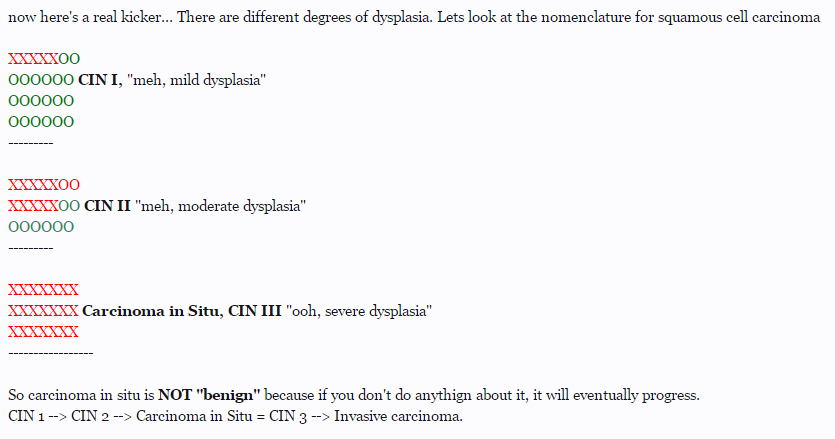 now here's a real kicker... There are different degrees of dysplasia. Lets look at the nomenclature for squamous cell carcinoma
XXXXXOO
OOOOOO CIN I, "meh, mild dysplasia"
OOOOOO
OOOOOO
---------
XXXXXOO
XXXXXOO CIN II "meh, moderate dysplasia"
OOOOOO
---------
XXXXXXX
XXXXXXX Carcinoma in Situ, CIN III "ooh, severe dysplasia"
XXXXXXX
-----------------
So carcinoma in situ is NOT "benign" because if you don't do anythign about it, it will eventually progress.
CIN 1 --> CIN 2 --> Carcinoma in Situ = CIN 3 --> Invasive carcinoma.